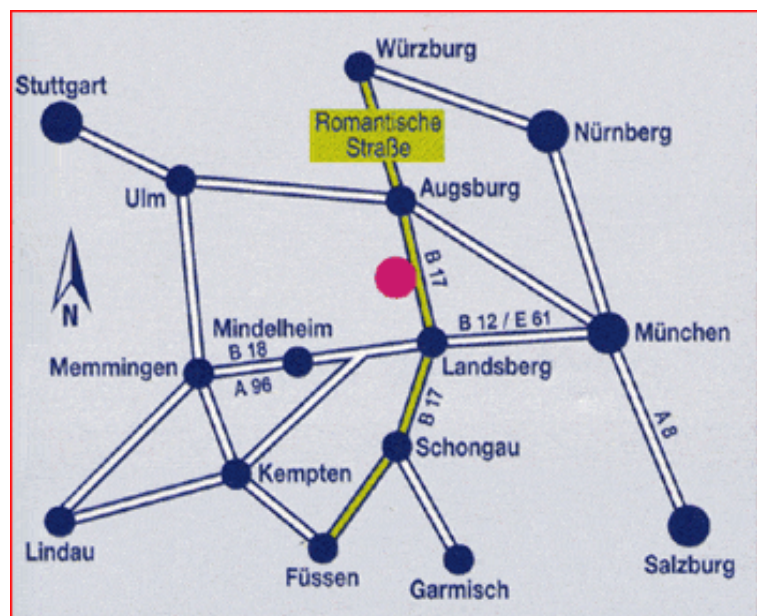 Würzburg
Stuttgart
Romantische
Straße
Nürnberg
Ulm
Augsburg
B 17
N
Mindelheim
B 12 / E 61
München
Memmingen
B 18
A 96
Landsberg
B 17
A 8
Schongau
Kempten
Lindau
Füssen
Garmisch
Salzburg